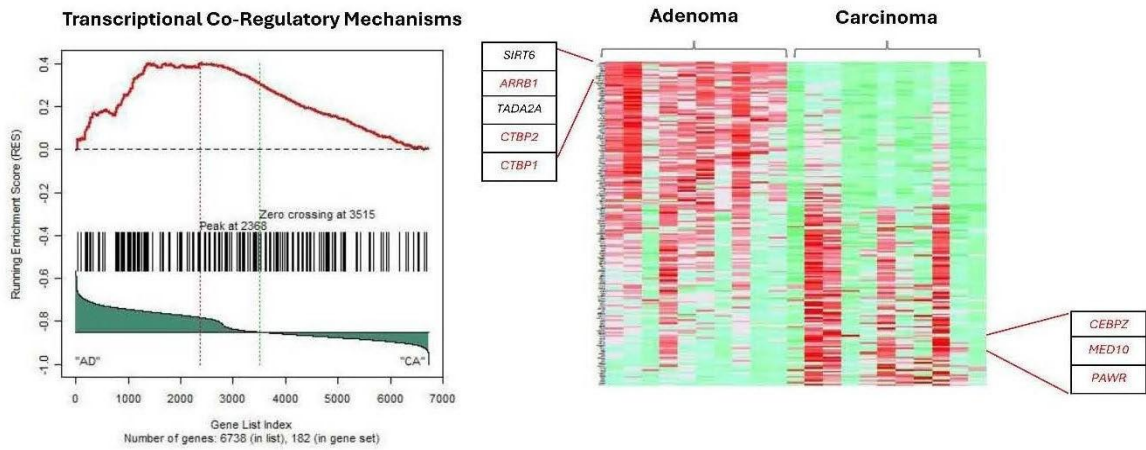 Transcriptional Co-Regulatory Mechanisms
Running Enrichment Score (RES)
0.4
0.2
0.0
-0.2
-0.4
-0.6
-0.8
-1.0
Zero crossing at 3515
Peak at 2368
"AD"
"CA"
0 1000 2000 3000 4000 5000 6000 7000
Gene List Index
Number of genes: 6738 (in list), 182 (in gene set)
Adenoma
Carcinoma
SIRT6
ARRB1
TADA2A
CTBP2
CTBP1
CEBPZ
MED10
PAWR